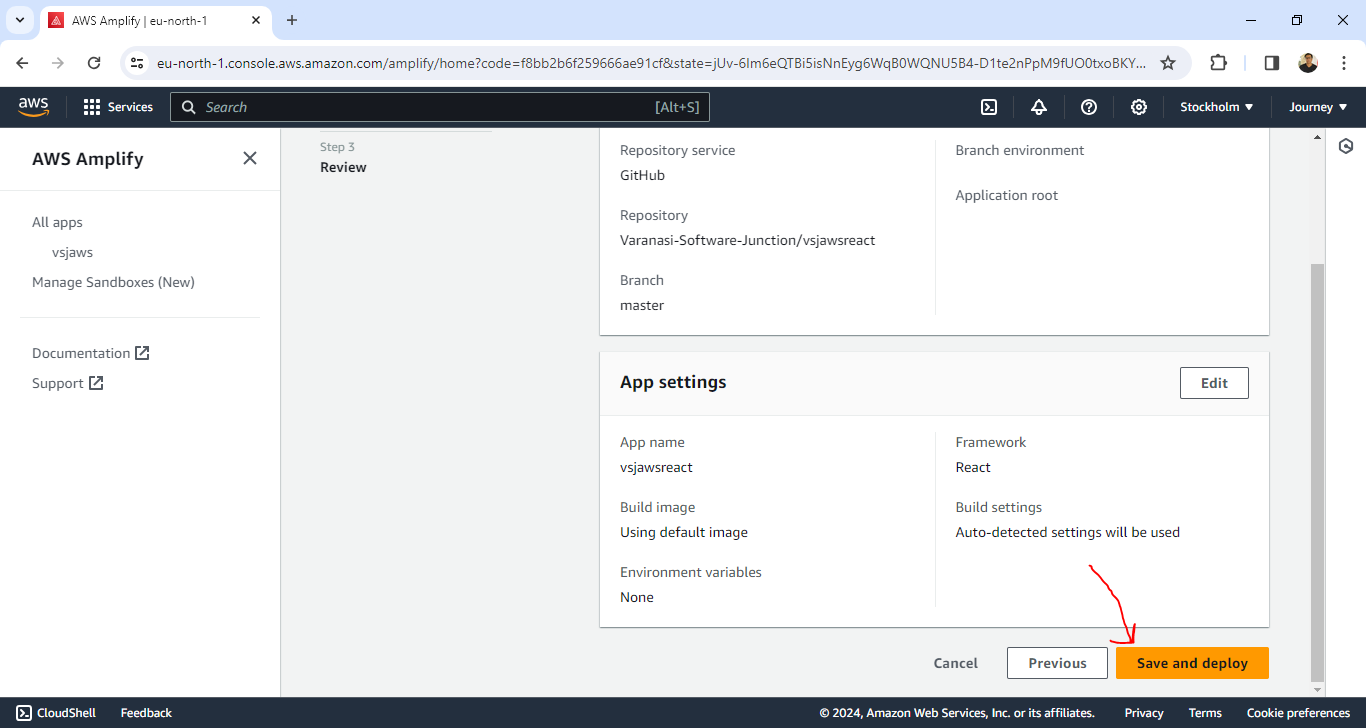 AWS Amplify | eu-north-1
eu-north-1.console.aws.amazon.com/amplify/home?code=f8bb2b6f259666ae91cf&state=jUv-6lm6eQTBi5isNnEyg6WqB0WQNU5B4-D1te2nPpM9fUO0txoBKY...
aws
Services
Search
[Alt+S]
Stockholm
Journey
AWS Amplify
All apps
vsjaws
Manage Sandboxes (New)
Documentation
Support
Step 3
Review
Repository service
GitHub
Repository
Varanasi-Software-Junction/vsjawsreact
Branch
master
Branch environment
Application root
App settings
Edit
App name
vsjawsreact
Build image
Using default image
Environment variables
None
Framework
React
Build settings
Auto-detected settings will be used
Cancel
Previous
Save and deploy
CloudShell
Feedback
© 2024, Amazon Web Services, Inc. or its affiliates.
Privacy
Terms
Cookie preferences